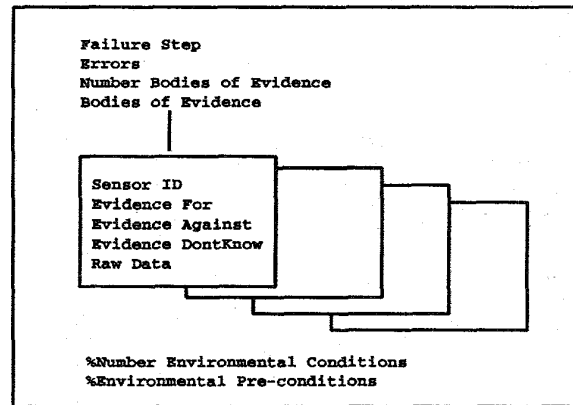 Failure Step
Errors
Number Bodies of Evidence
Bodies of Evidence
Sensor ID
Evidence For
Evidence Against
Evidence DontKnow
Raw Data
%Number Environmental Conditions
%Environmental Pre-conditions